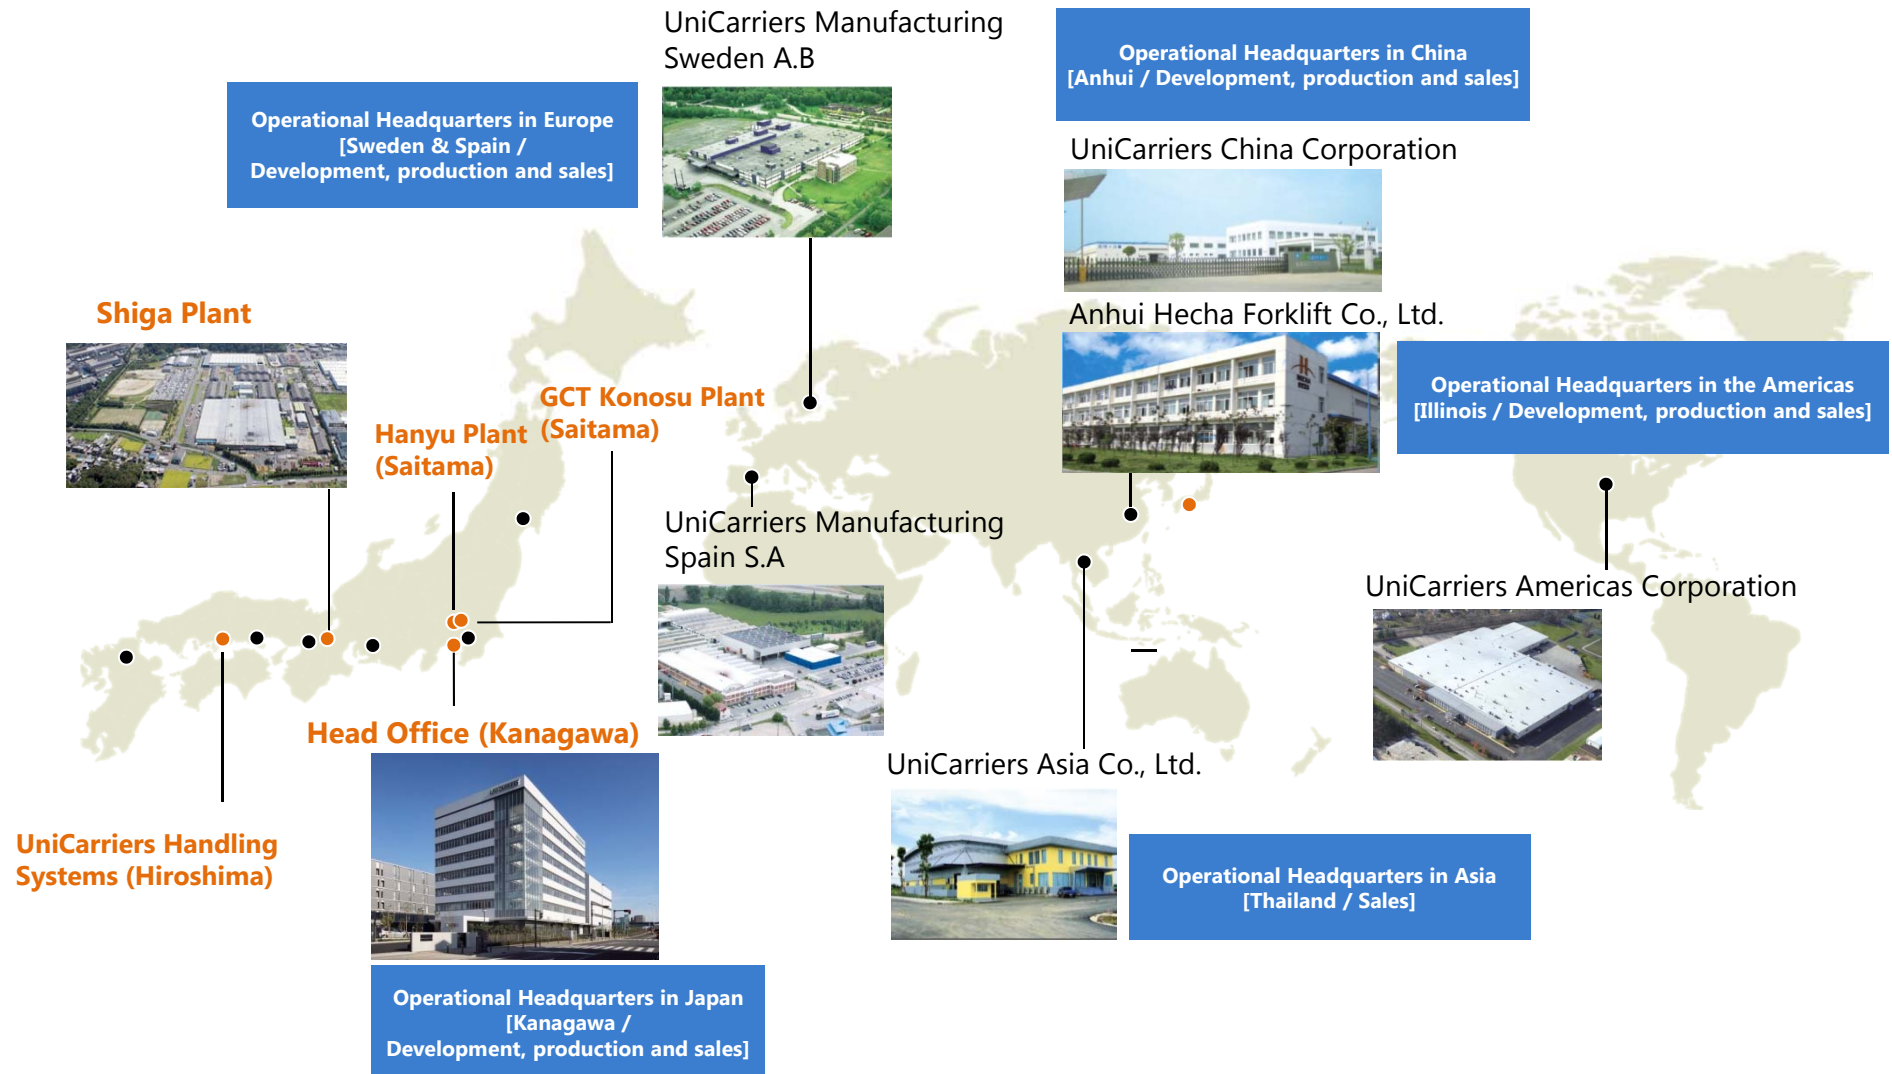 UniCarriers Manufacturing
Sweden A.B
Operational Headquarters in China
[Anhui / Development, production and sales]
Operational Headquarters in Europe
[Sweden & Spain /
Development, production and sales]
UniCarriers China Corporation
Shiga Plant
Anhui Hecha Forklift Co., Ltd.
GCT Konosu Plant
(Saitama)
Hanyu Plant
(Saitama)
Operational Headquarters in the Americas
[Illinois / Development, production and sales]
UniCarriers Manufacturing
Spain S.A
UniCarriers Americas Corporation
Head Office (Kanagawa)
UniCarriers Asia Co., Ltd.
UniCarriers Handling
Systems (Hiroshima)
Operational Headquarters in Asia
[Thailand / Sales]
Operational Headquarters in Japan
[Kanagawa /
Development, production and sales]